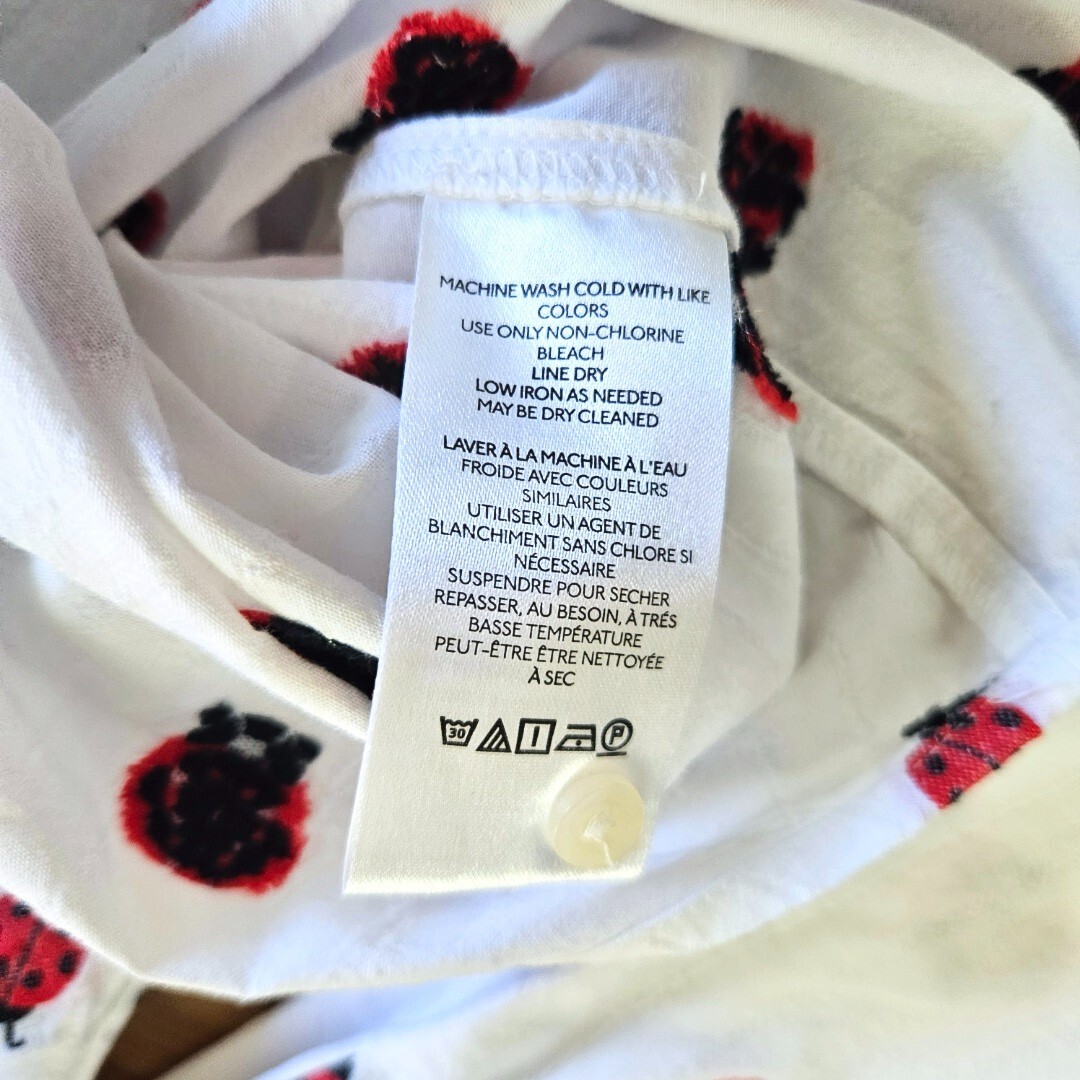 MACHINE WASH COLD WITH LIKE
COLORS
USE ONLY NON-CHLORINE
BLEACH
LINE DRY
LOW IRON AS NEEDED
MAY BE DRY CLEANED
LAVER À LA MACHINE À L'EAU
FROIDE AVEC COULEURS
SIMILAIRES
UTILISER UN AGENT DE
BLANCHIMENT SANS CHLORE SI
NÉCESSAIRE
SUSPENDRE POUR SECHER
REPASSER, AU BESOIN, À TRÉS
BASSE TEMPÉRATURE
PEUT-ÊTRE ÊTRE NETTOYÉE
À SEC
30 P